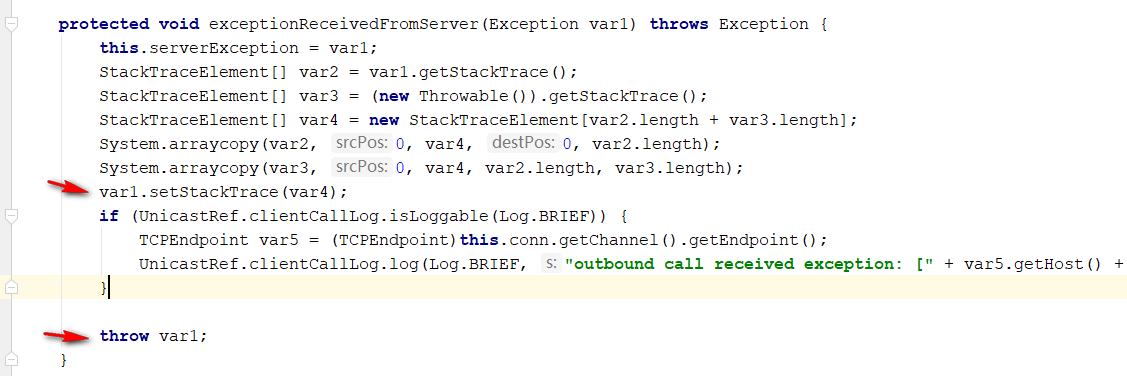 protected void exceptionReceivedFromServer(Exception var1) throws Exception {
this.serverException = var1;
StackTraceElement[] var2 = var1.getStackTrace();
StackTraceElement[] var3 = (new Throwable()).getStackTrace();
StackTraceElement[] var4 = new StackTraceElement[var2.length + var3.length];
System.arraycopy(var2, srcPos: 0, var4, destPos: 0, var2.length);
System.arraycopy(var3, srcPos: 0, var4, var2.length, var3.length);
var1.setStackTrace(var4);
if (UnicastRef.clientCallLog.isLoggable(Log.BRIEF)) {
TCPEndpoint var5 = (TCPEndpoint)this.conn.getChannel().getEndpoint();
UnicastRef.clientCallLog.log(Log.BRIEF, s: "outbound call received exception: [" + var5.getHost() +
}
throw var1;
}